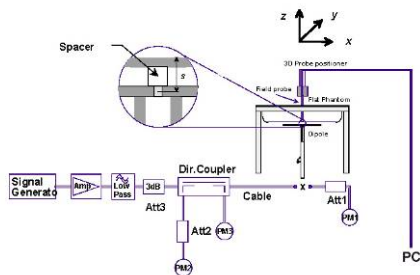 z
y
x
Spacer
s
3D Probe positioner
Field probe
Flat Phantom
Dipole
Signal
Generato
Amp
Low
Pass
3dB
Att3
Dir.Coupler
Cable
x
Att1
PM1
Att2
PM3
PM2
PC